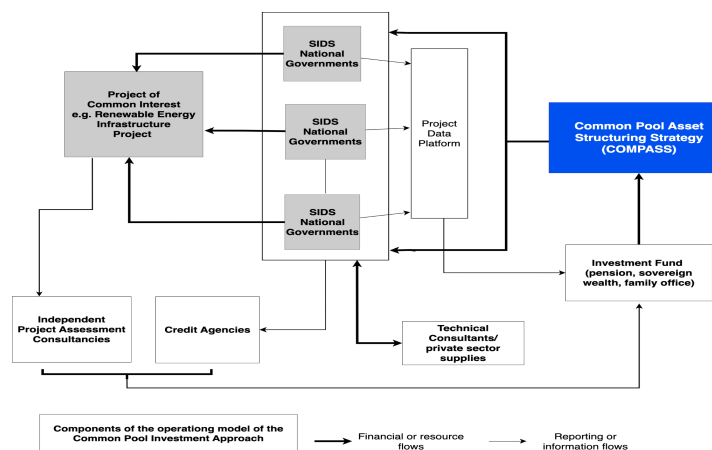 SIDS
National
Governments
Project of
Common Interest
e.g. Renewable Energy
Infrastructure
Project
SIDS
National
Governments
Project
Data
Platform
Common Pool Asset
Structuring Strategy
(COMPASS)
SIDS
National
Governments
Investment Fund
(pension, sovereign
wealth, family office)
Independent
Project Assessment
Consultancies
Credit Agencies
Technical
Consultants/
private sector
supplies
Components of the operationg model of the
Common Pool Investment Approach
Financial or resource
flows
Reporting or
information flows